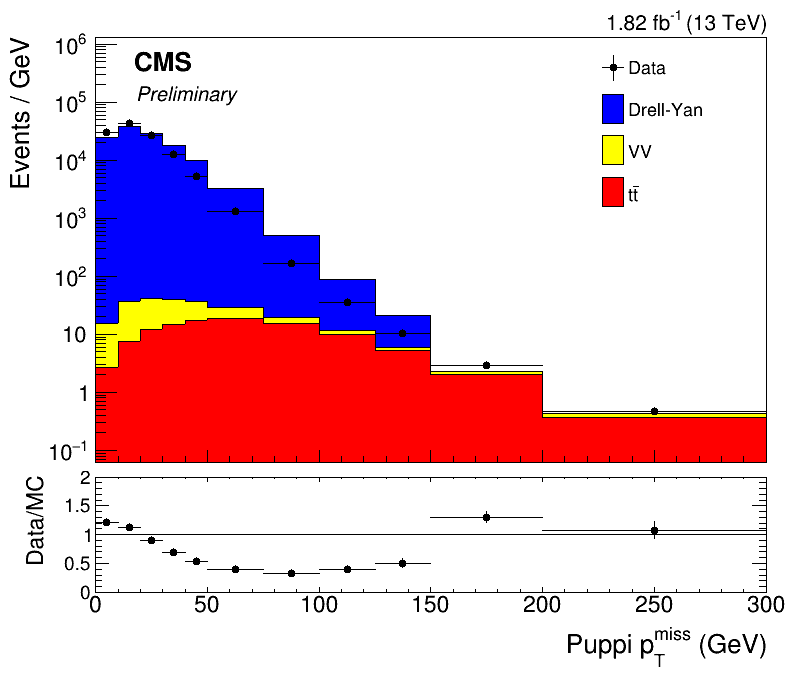 1.82 fb⁻¹ (13 TeV)
CMS
Preliminary
Events / GeV
10⁶
10⁵
10⁴
10³
10²
10
1
10⁻¹
Data
Drell-Yan
VV
tt̄
Data/MC
2
1.5
1
0.5
0
0 50 100 150 200 250 300
Puppi p_T^miss (GeV)